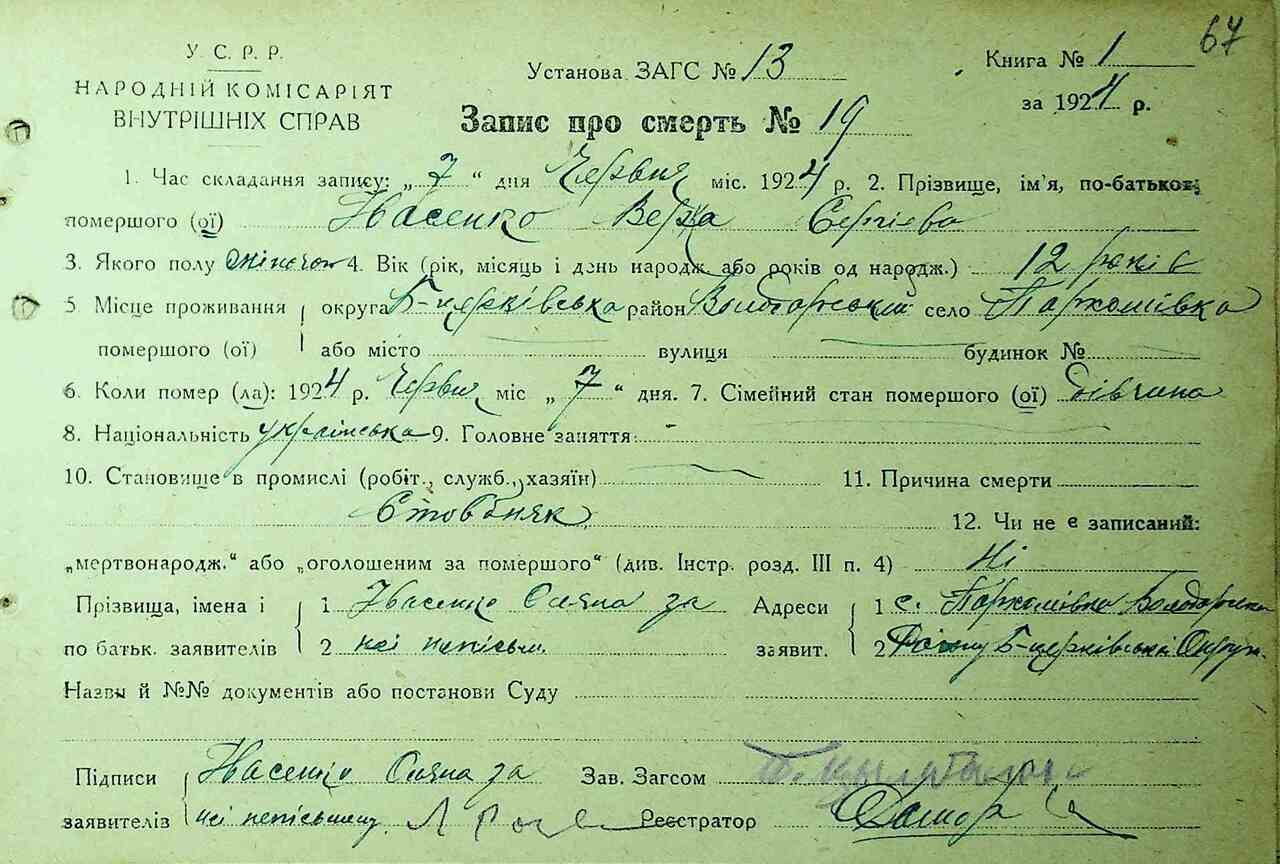 67
У С. Р. Р.
НАРОДНІЙ КОМІСАРІЯТ
ВНУТРІШНІХ СПРАВ
Установа ЗАГС № 13
Книга № 1
за 1924 р.
Запис про смерть № 19
1. Час складання запису: „ 7 “ дня Червня міс. 1924 р. 2. Прізвище, ім'я, по-батькові
помершого (ої) Івасенко Вера Сергієва
3. Якого полу жіночого 4. Вік (рік, місяць і день народж. або років од народж.) 12 років
5 Місце проживання округа Б-церківська район Володарський село Пархомівка
помершого (ої) або місто вулиця будинок №
6. Коли помер (ла): 1924 р. Червня міс „ 7 “ дня. 7. Сімейний стан помершого (ої) дівчина
8. Національність українська 9. Головне заняття:
10. Становище в промислі (робіт., служб., хазяїн) 11. Причина смерти
Стовбняк 12. Чи не є записаний:
„мертвонародж.“ або „оголошеним за помершого“ (див. Інстр. розд. III п. 4) Ні
Прізвища, імена і 1 Івасенко за Адреси 1 с. Пархомівка
по батьк. заявителів 2 неї неписьм. заявит. 2 Району Б-церківської Округи
Назвы й №№ документів або постанови Суду
Підписи Івасенко за Зав. Загсом
заявителів неї неписьмену Реєстратор